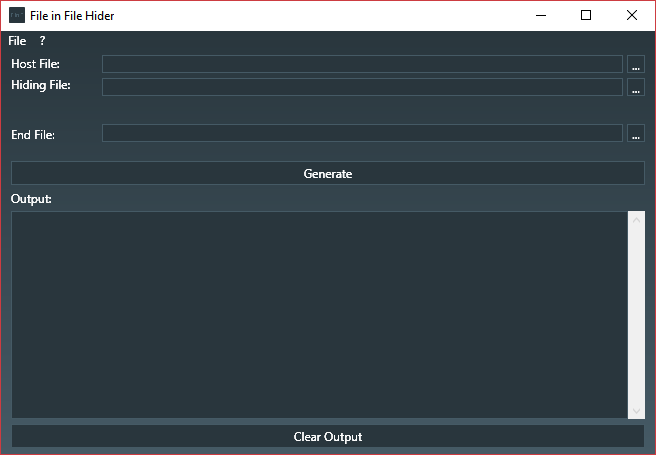 File in File Hider
File ?
Host File: ...
Hiding File: ...
End File: ...
Generate
Output:
Clear Output